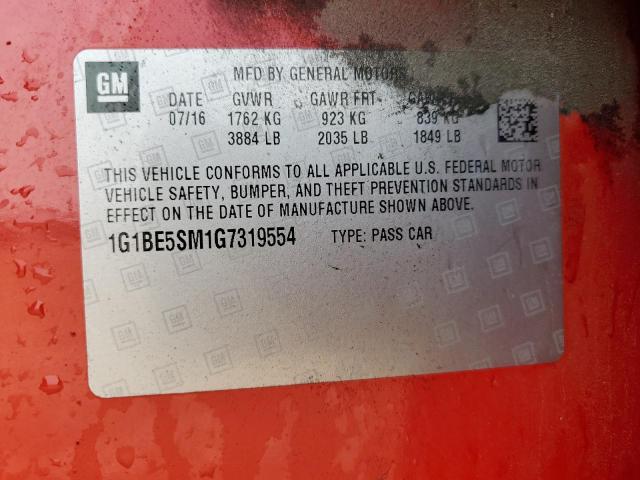 GM MFD BY GENERAL MOTORS
DATE GVWR GAWR FRT
07/16 1762 KG 923 KG 839 KG
3884 LB 2035 LB 1849 LB
THIS VEHICLE CONFORMS TO ALL APPLICABLE U.S. FEDERAL MOTOR
VEHICLE SAFETY, BUMPER, AND THEFT PREVENTION STANDARDS IN
EFFECT ON THE DATE OF MANUFACTURE SHOWN ABOVE.
1G1BE5SM1G7319554 TYPE: PASS CAR